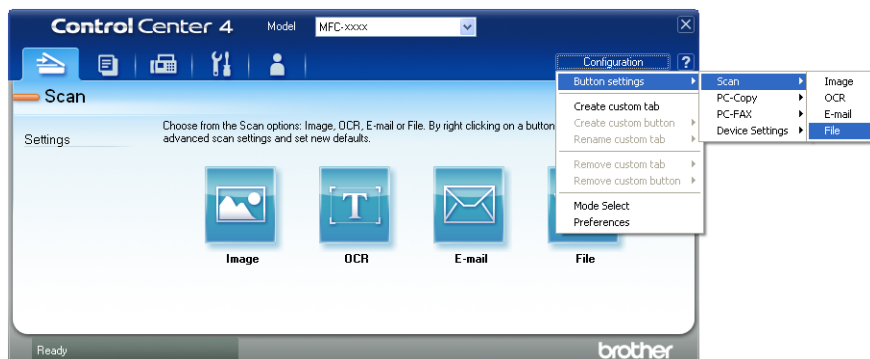 Control Center 4
Model
MFC-xxxx
Configuration
?
Scan
Settings
Choose from the Scan options: Image, OCR, E-mail or File. By right clicking on a button
advanced scan settings and set new defaults.
T
Image
OCR
E-mail
File
Button settings
Create custom tab
Create custom button
Rename custom tab
Remove custom tab
Remove custom button
Mode Select
Preferences
Scan
PC-Copy
PC-FAX
Device Settings
Image
OCR
E-mail
File
Ready
brother